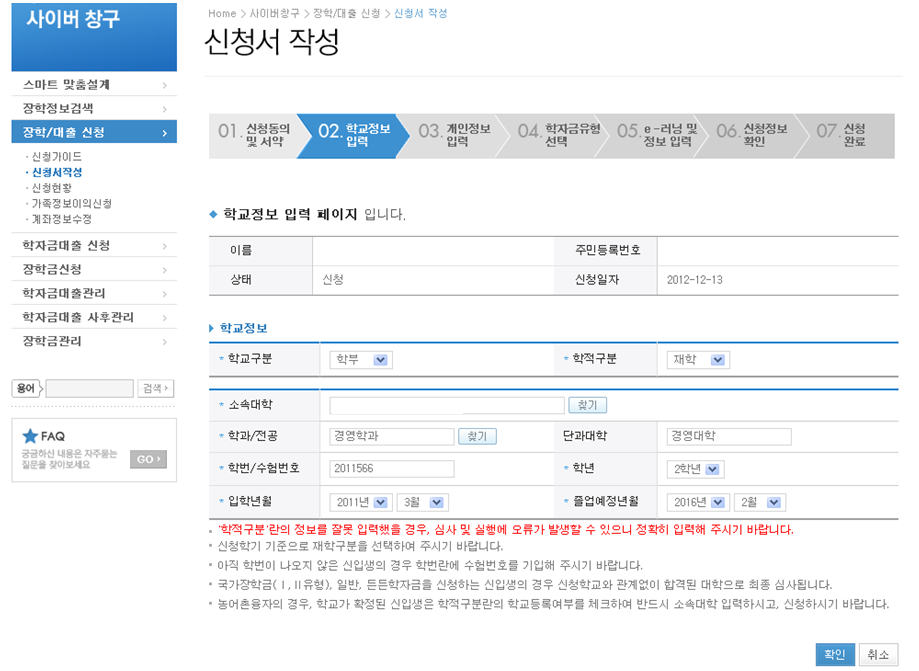 사이버 창구
스마트 맞춤설계
장학정보검색
장학/대출 신청
· 신청가이드
· 신청서작성
· 신청현황
· 가족정보이의신청
· 계좌정보수정
학자금대출 신청
장학금신청
학자금대출관리
학자금대출 사후관리
장학금관리
용어 검색
FAQ
궁금하신 내용은 자주묻는
질문을 찾아보세요
GO
Home > 사이버창구 > 장학/대출 신청 > 신청서 작성
신청서 작성
01. 신청동의 및 서약
02. 학교정보 입력
03. 개인정보 입력
04. 학자금유형 선택
05. e-러닝 및 정보 입력
06. 신청정보 확인
07. 신청 완료
학교정보 입력 페이지 입니다.
이름 주민등록번호
상태 신청 신청일자 2012-12-13
학교정보
* 학교구분 학부 * 학적구분 재학
* 소속대학 찾기
* 학과/전공 경영학과 찾기 단과대학 경영대학
* 학번/수험번호 2011566 * 학년 2학년
* 입학년월 2011년 3월 * 졸업예정년월 2016년 2월
'학적구분'란의 정보를 잘못 입력했을 경우, 심사 및 실행에 오류가 발생할 수 있으니 정확히 입력해 주시기 바랍니다.
신청학기 기준으로 재학구분을 선택하여 주시기 바랍니다.
아직 학번이 나오지 않은 신입생의 경우 학번란에 수험번호를 기입해 주시기 바랍니다.
국가장학금(Ⅰ,Ⅱ유형), 일반, 든든학자금을 신청하는 신입생의 경우 신청학교와 관계없이 합격된 대학으로 최종 심사됩니다.
농어촌융자의 경우, 학교가 확정된 신입생은 학적구분란의 학교등록여부를 체크하여 반드시 소속대학 입력하시고, 신청하시기 바랍니다.
확인 취소